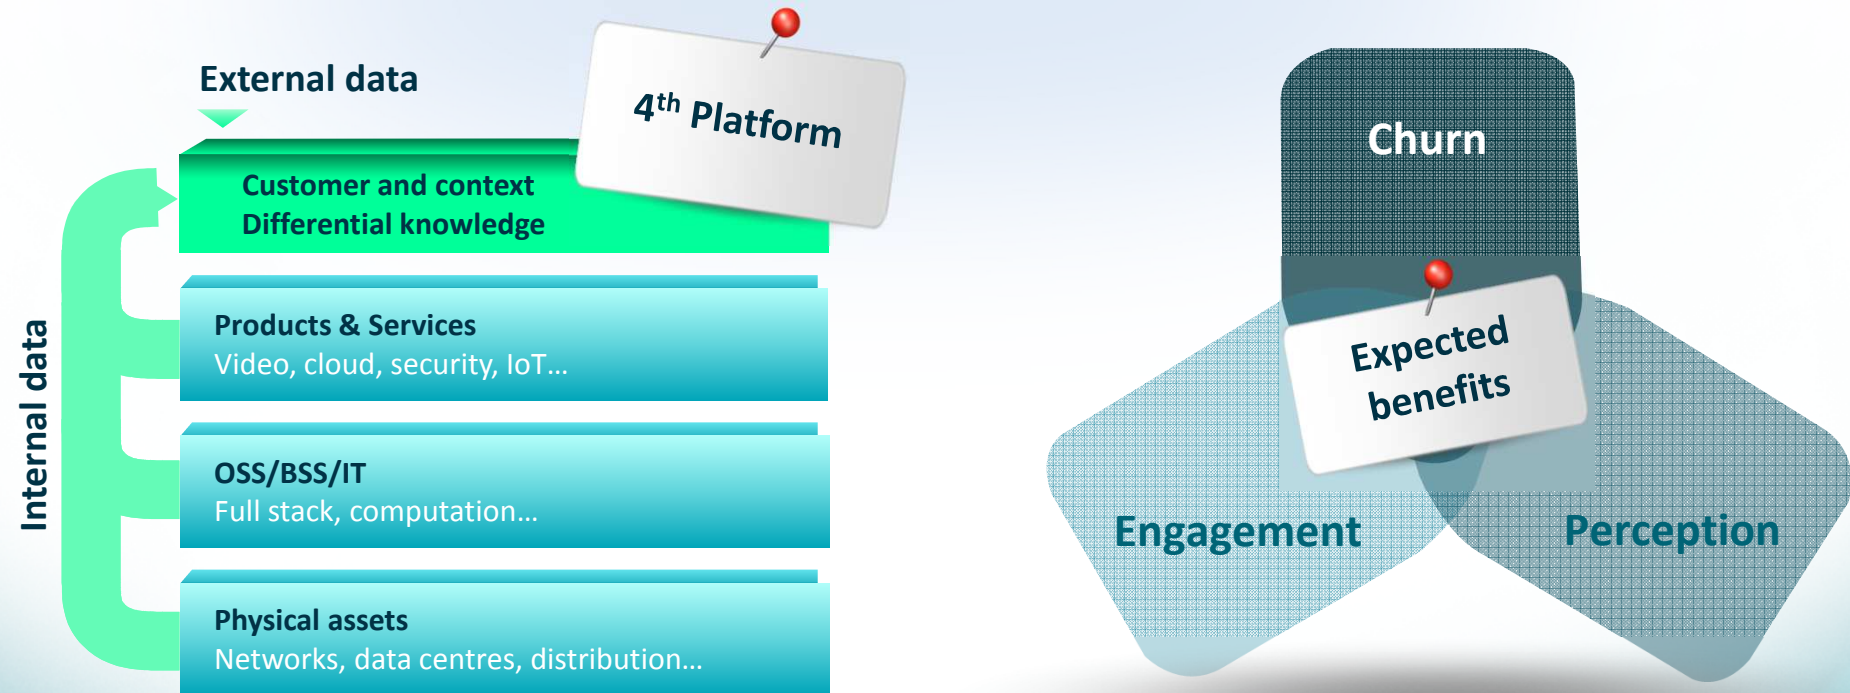 External data
4th Platform
Customer and context
Differential knowledge
Internal data
Products & Services
Video, cloud, security, IoT...
OSS/BSS/IT
Full stack, computation...
Physical assets
Networks, data centres, distribution...
Churn
Expected
benefits
Engagement
Perception